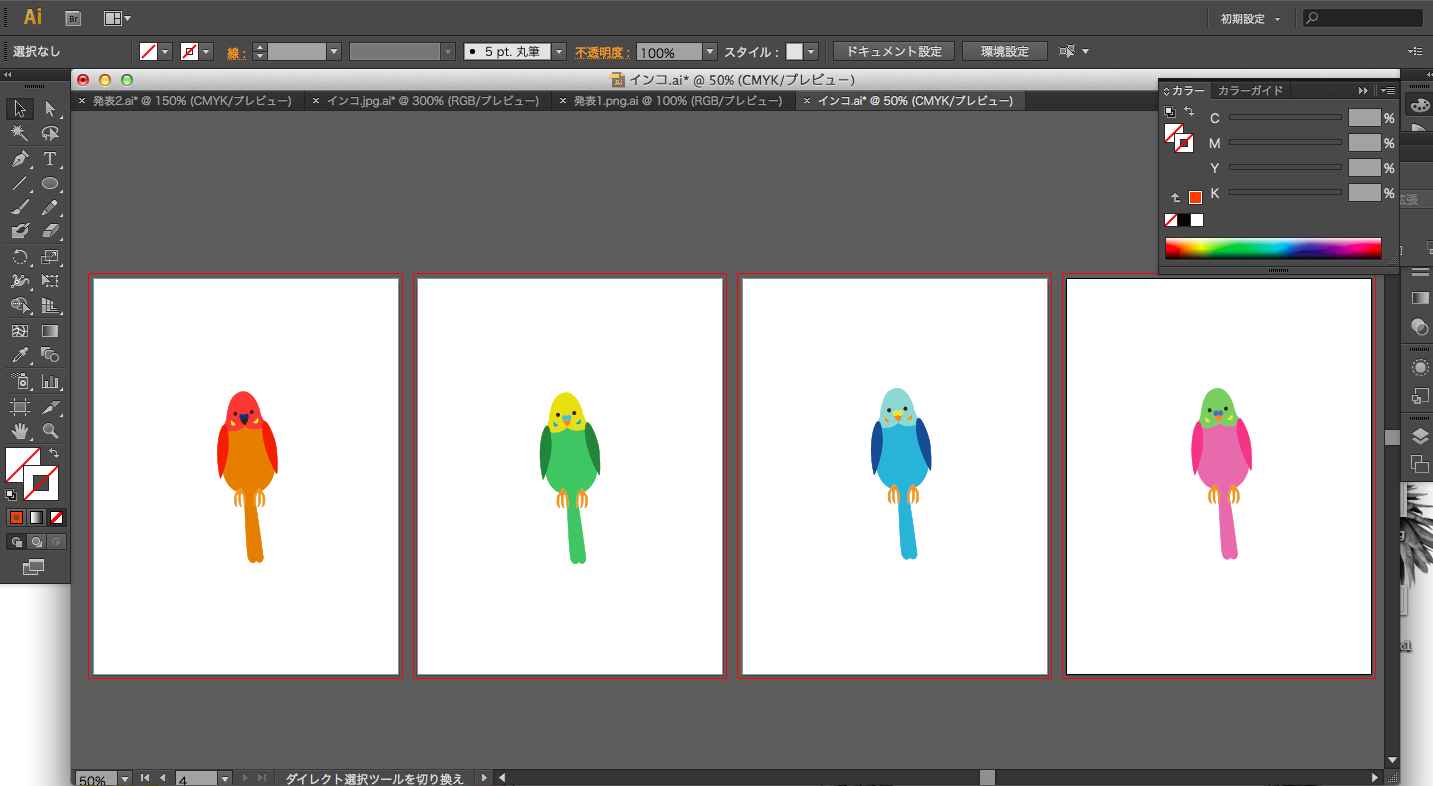 Ai Br 初期設定
選択なし 線 : 5 pt. 丸筆 不透明度 : 100% スタイル : ドキュメント設定 環境設定
インコ.ai* @ 50% (CMYK/プレビュー)
× 発表2.ai* @ 150% (CMYK/プレビュー) × インコ.jpg.ai* @ 300% (RGB/プレビュー) × 発表1.png.ai @ 100% (RGB/プレビュー) × インコ.ai* @ 50% (CMYK/プレビュー)
カラー カラーガイド
C %
M %
Y %
K %
拡張
50% 4 ダイレクト選択ツールを切り換え